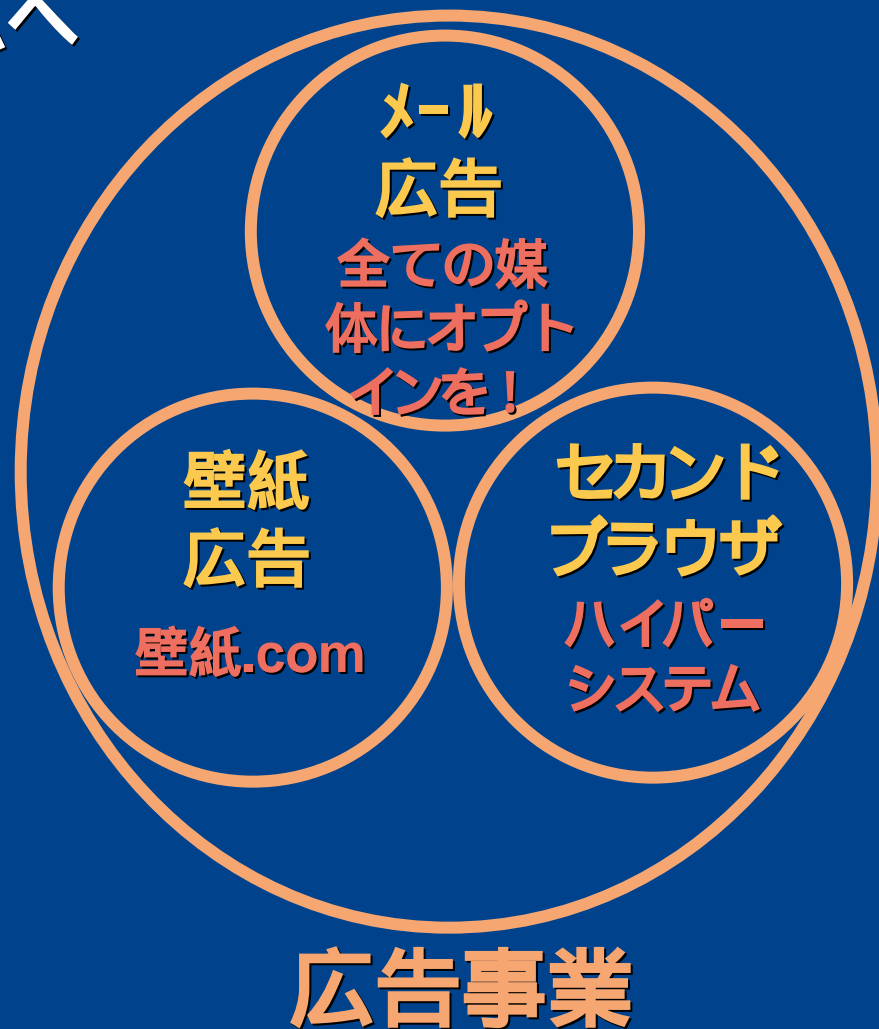 へ
ﾒｰﾙ
広告
全ての媒
体にオプト
インを！
壁紙
広告
壁紙.com
セカンド
ブラウザ
ハイパー
システム
広告事業